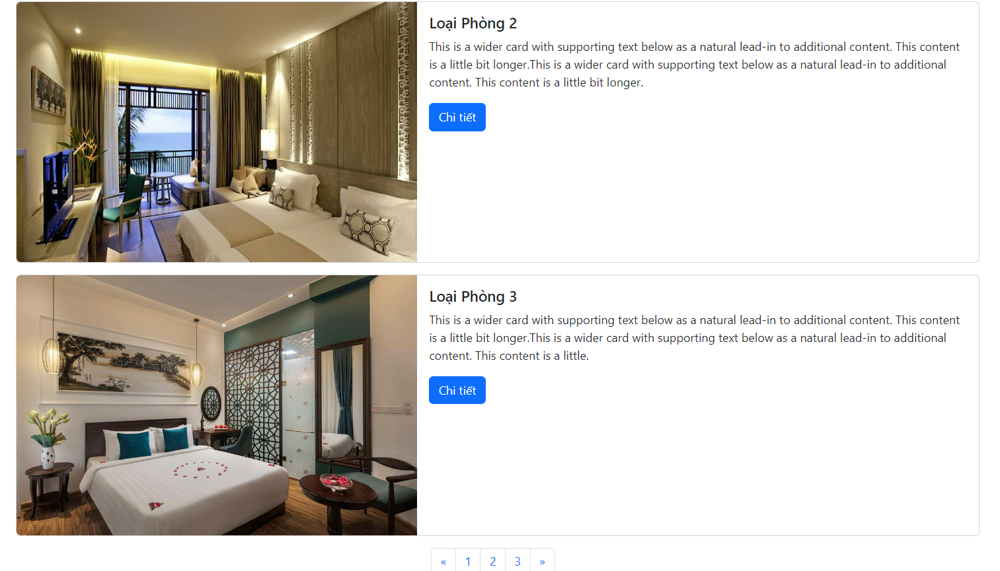 Loại Phòng 2
This is a wider card with supporting text below as a natural lead-in to additional content. This content
is a little bit longer.This is a wider card with supporting text below as a natural lead-in to additional
content. This content is a little bit longer.
Chi tiết
Loại Phòng 3
This is a wider card with supporting text below as a natural lead-in to additional content. This content
is a little bit longer.This is a wider card with supporting text below as a natural lead-in to additional
content. This content is a little.
Chi tiết
« 1 2 3 »